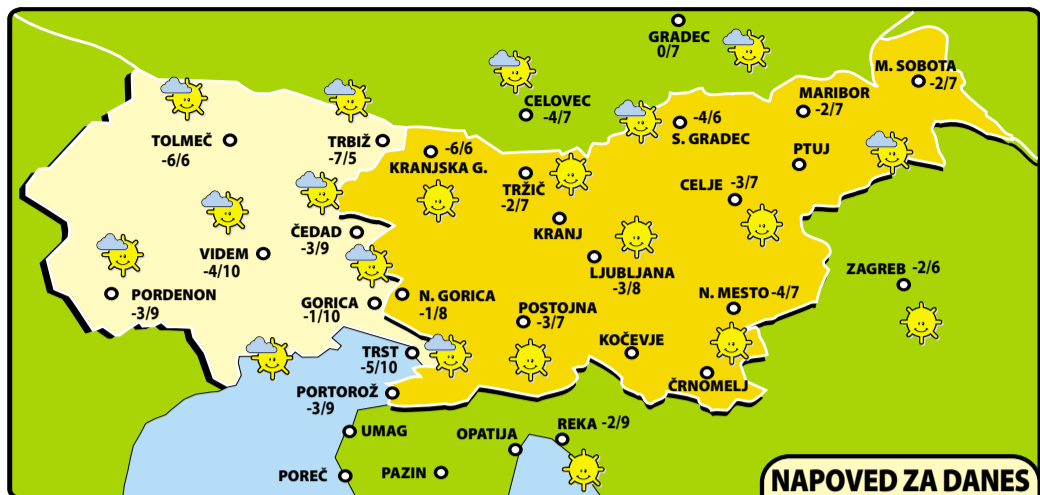 GRADEC
0/7
M. SOBOTA
-2/7
MARIBOR
-2/7
CELOVEC
-4/7
-4/6
S. GRADEC
TOLMEČ
-6/6
TRBIŽ
-7/5
-6/6
KRANJSKA G.
PTUJ
TRŽIČ
-2/7
CELJE -3/7
KRANJ
ČEDAD
-3/9
VIDEM
-4/10
LJUBLJANA
-3/8
ZAGREB -2/6
PORDENON
-3/9
GORICA
-1/10
N. GORICA
-1/8
N. MESTO -4/7
POSTOJNA
-3/7
KOČEVJE
TRST
-5/10
ČRNOMELJ
PORTOROŽ
-3/9
UMAG
OPATIJA
REKA -2/9
POREČ
PAZIN
NAPOVED ZA DANES